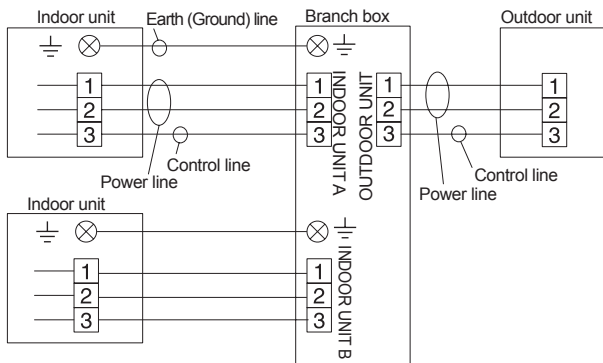 Indoor unit
Earth (Ground) line
Branch box
Outdoor unit
1
2
3
1
2
3
INDOOR UNIT A
OUTDOOR UNIT
1
2
3
1
2
3
Control line
Power line
Control line
Power line
Indoor unit
1
2
3
1
2
3
INDOOR UNIT B